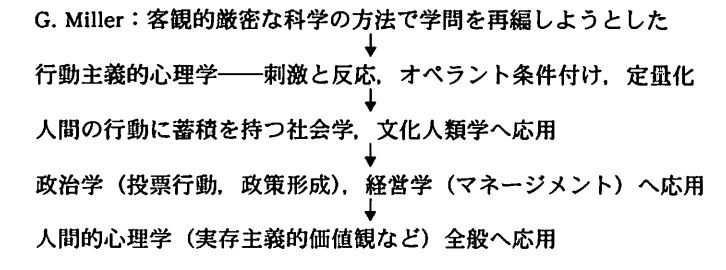 G. Miller：客観的厳密な科学の方法で学問を再編しようとした
↓
行動主義的心理学──刺激と反応，オペラント条件付け，定量化
↓
人間の行動に蓄積を持つ社会学，文化人類学へ応用
↓
政治学（投票行動，政策形成），経営学（マネージメント）へ応用
↓
人間的心理学（実存主義的価値観など）全般へ応用